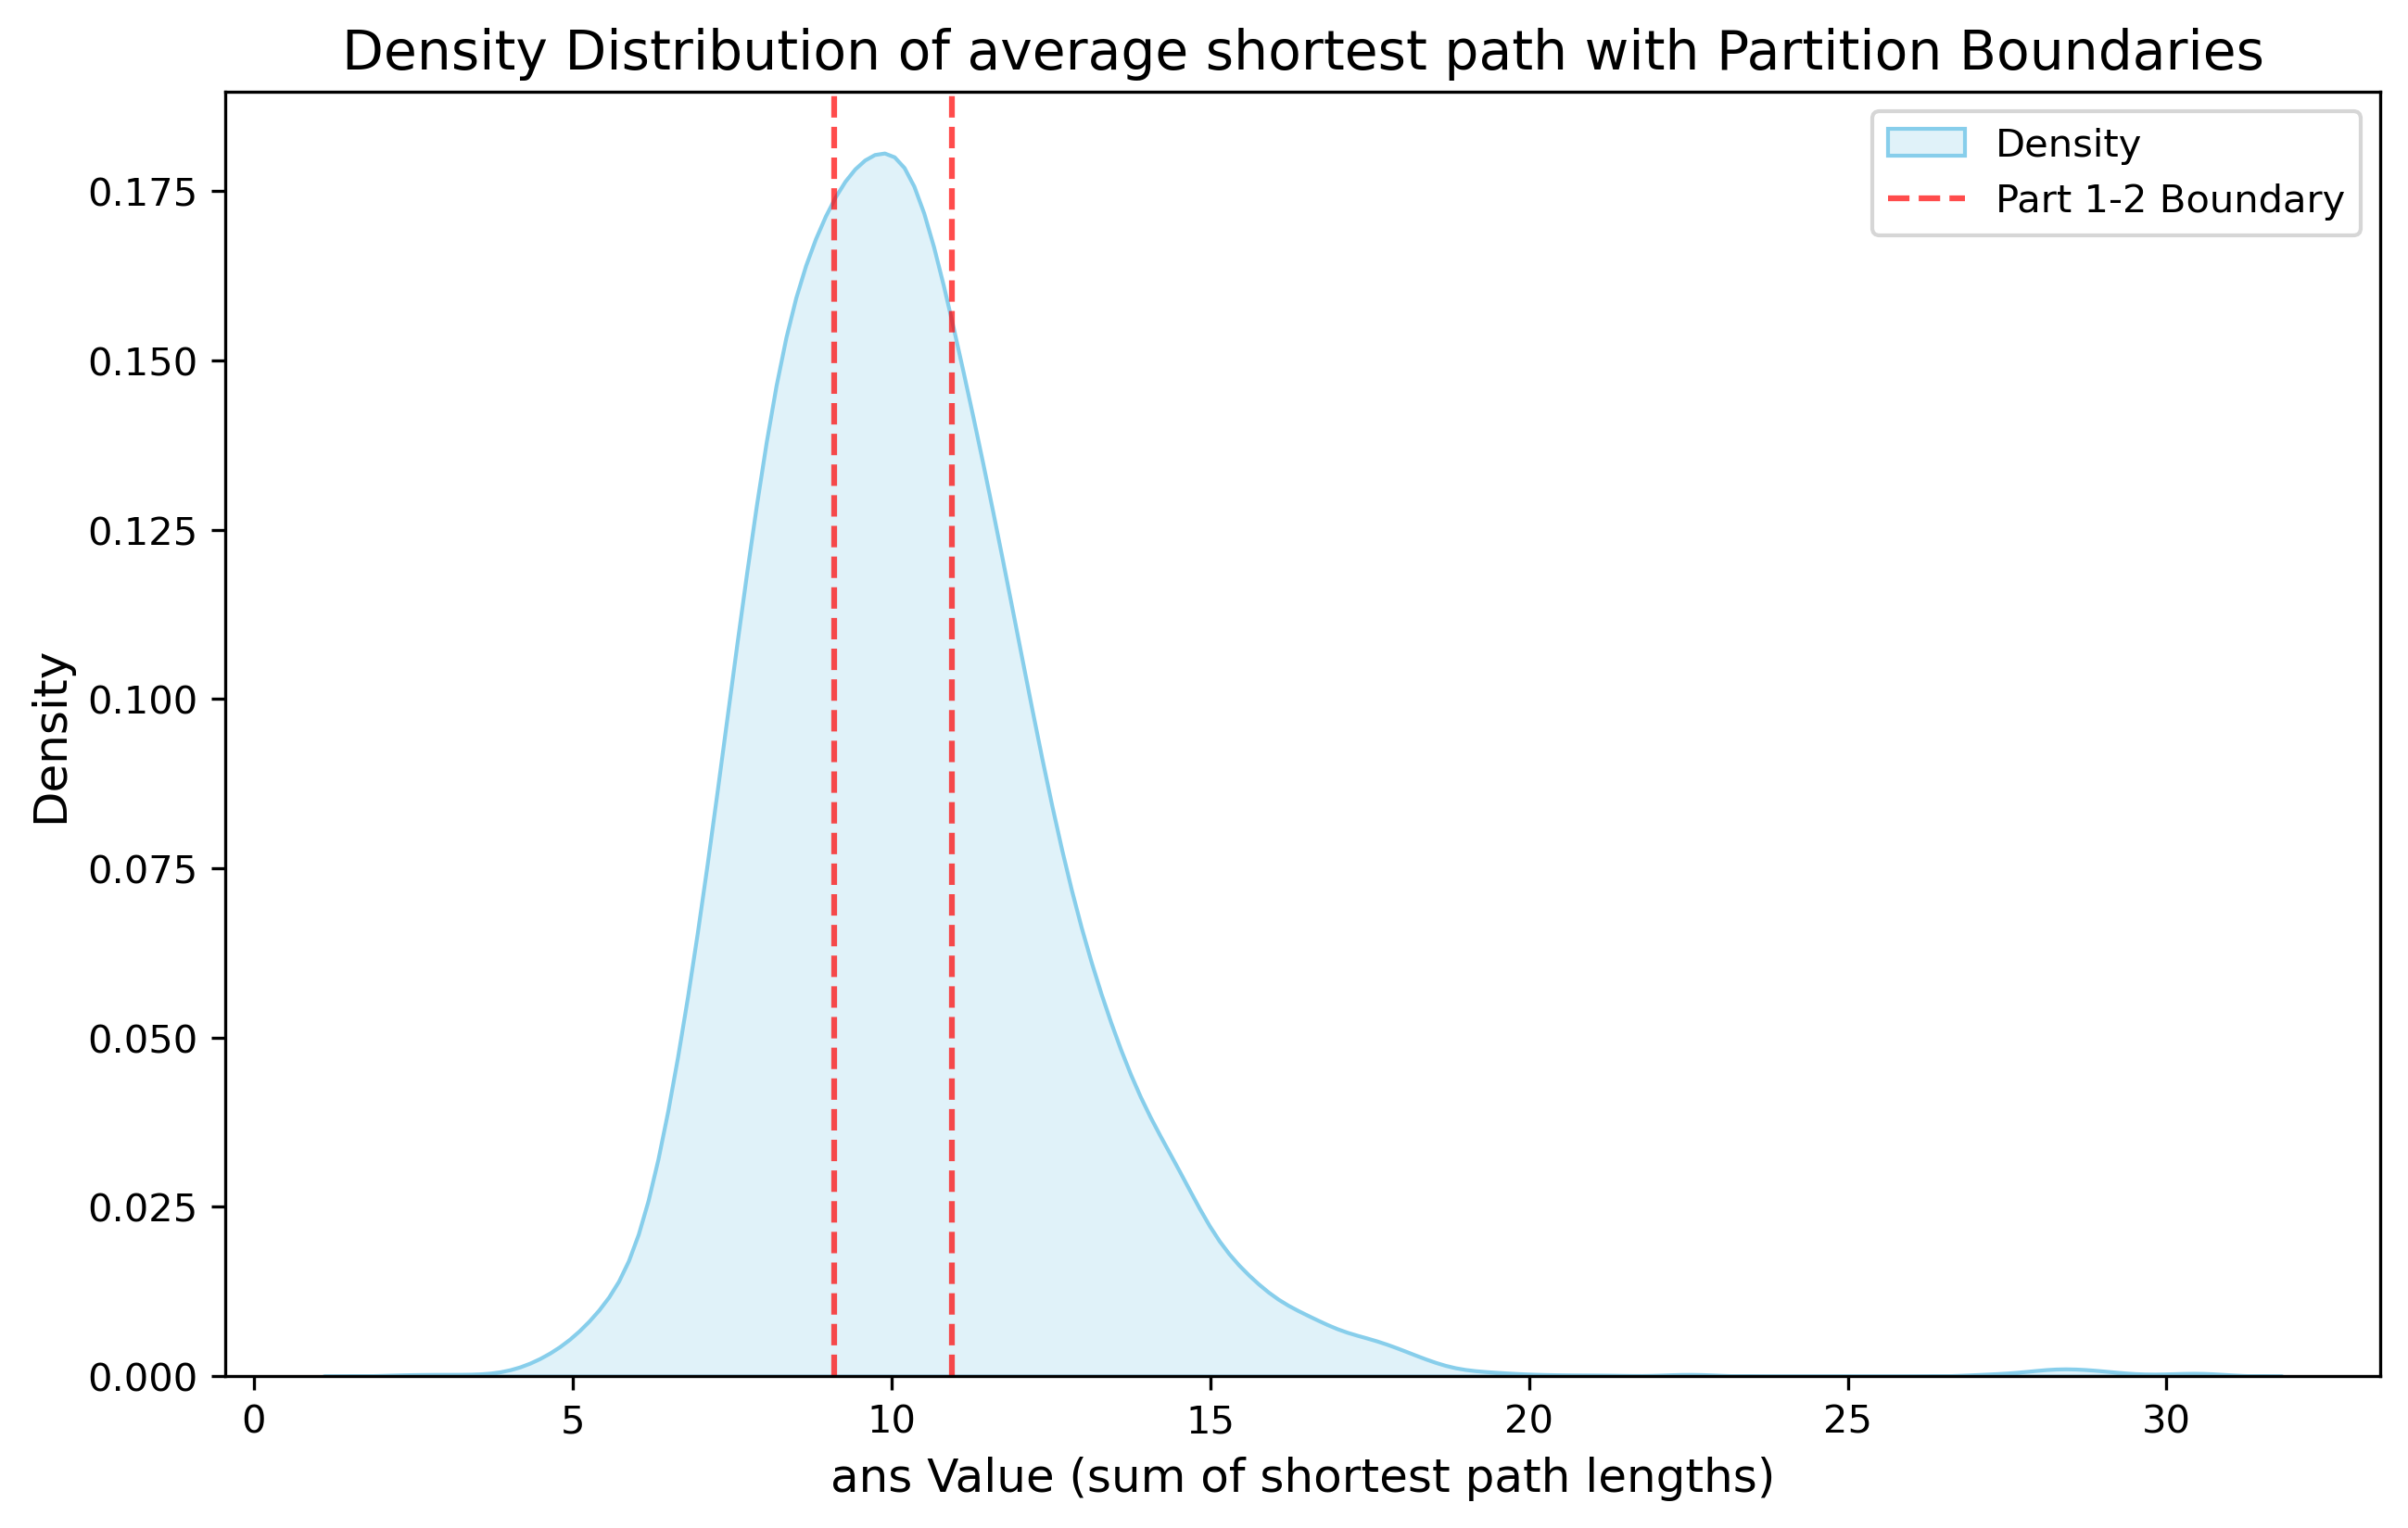 Density Distribution of average shortest path with Partition Boundaries
Density
Part 1-2 Boundary
0.175
0.150
0.125
0.100
0.075
0.050
0.025
0.000
Density
0 5 10 15 20 25 30
ans Value (sum of shortest path lengths)